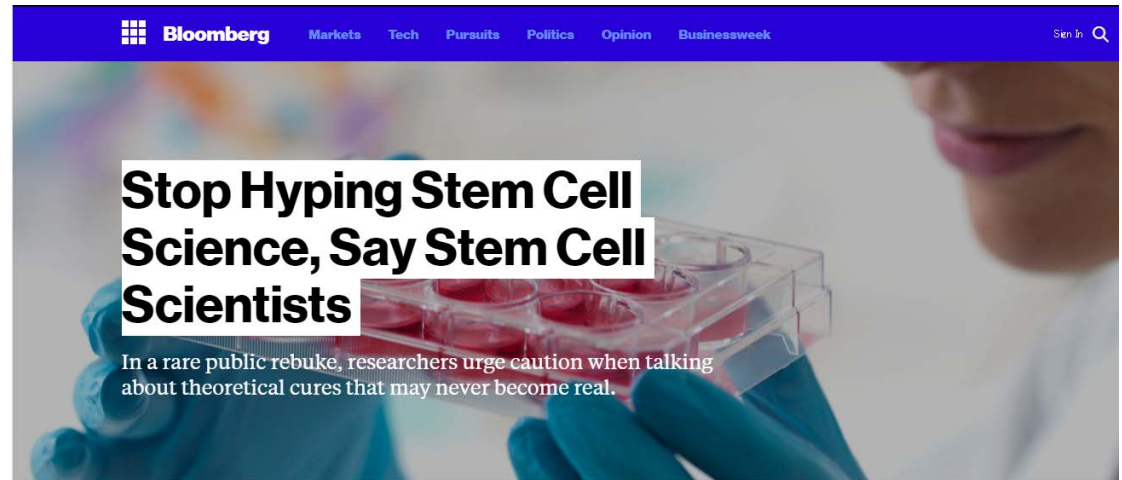 Bloomberg Markets Tech Pursuits Politics Opinion Businessweek Sign In
Stop Hyping Stem Cell
Science, Say Stem Cell
Scientists
In a rare public rebuke, researchers urge caution when talking
about theoretical cures that may never become real.